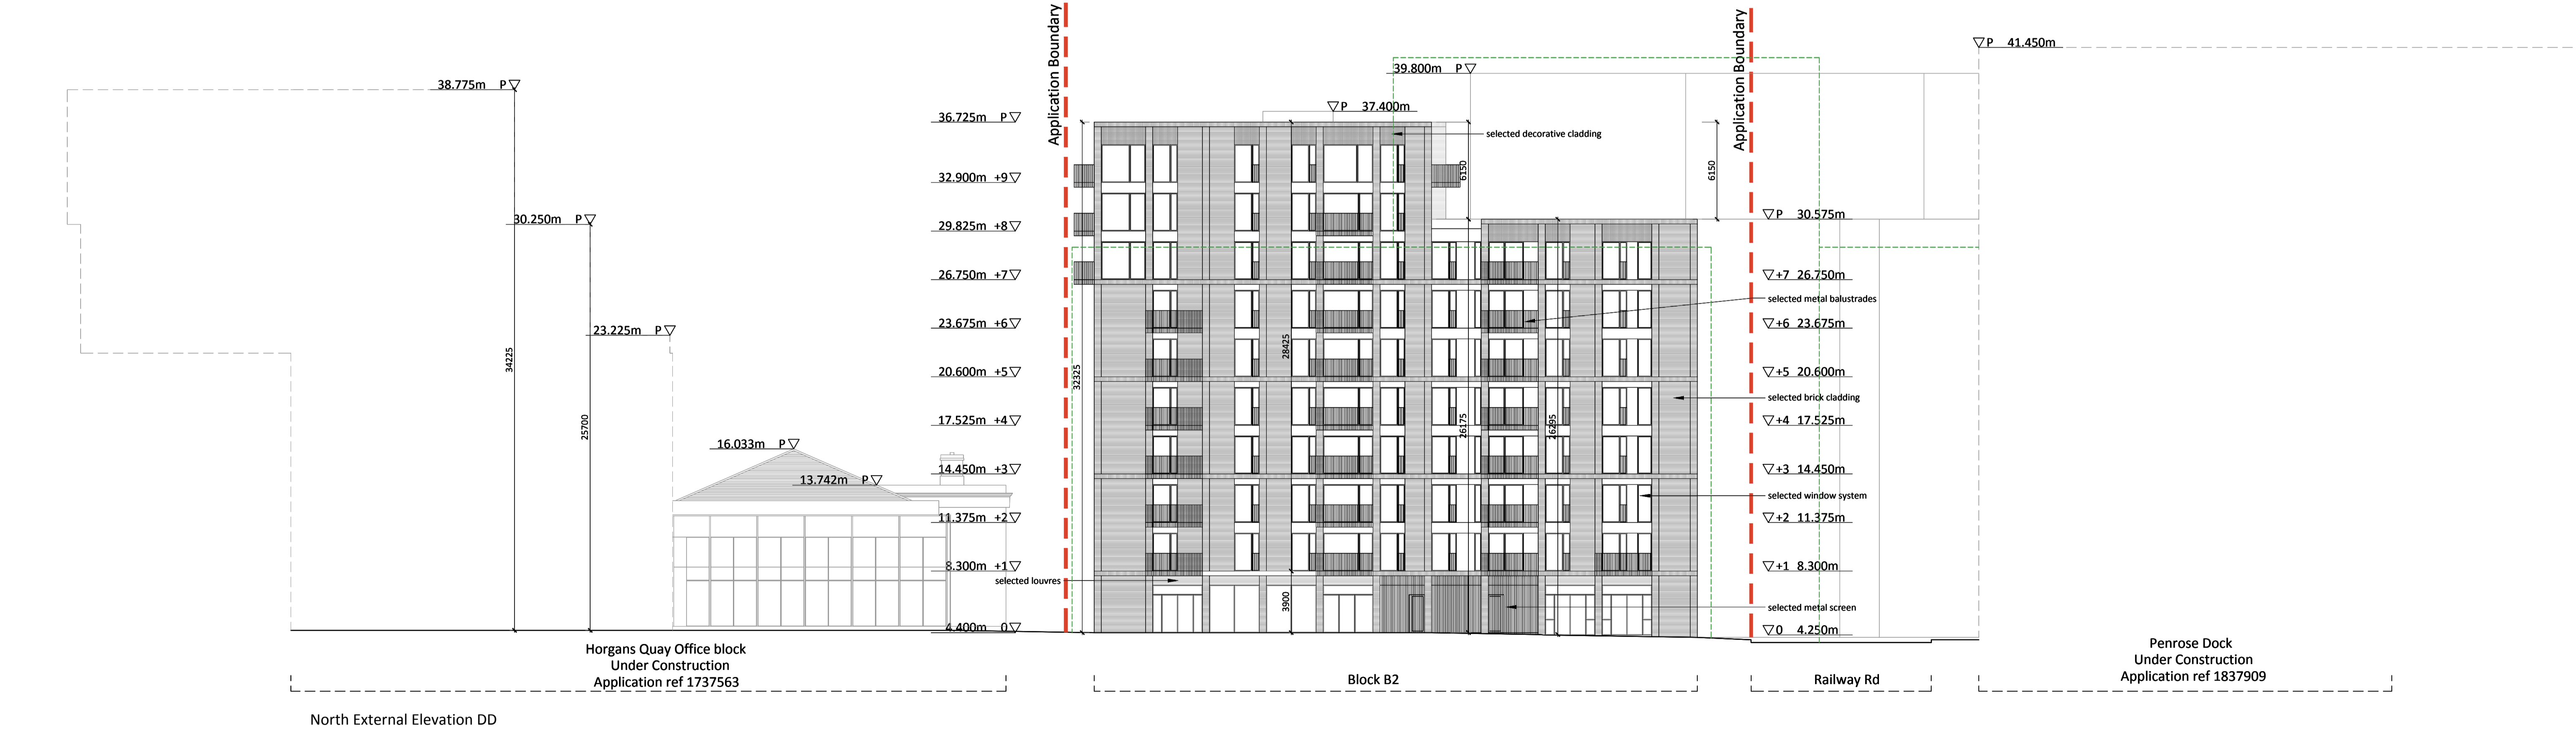 Application Boundary
Application Boundary
P 41.450m
39.800m P
38.775m P
P 37.400m
36.725m P
selected decorative cladding
6150
6150
32.900m +9
30.250m P
P 30.575m
29.825m +8
26.750m +7
+7 26.750m
selected metal balustrades
23.225m P
23.675m +6
+6 23.675m
34225
28425
32325
20.600m +5
+5 20.600m
selected brick cladding
25700
17.525m +4
26175
26295
+4 17.525m
16.033m P
14.450m +3
+3 14.450m
13.742m P
selected window system
11.375m +2
+2 11.375m
8.300m +1
+1 8.300m
selected louvres
3900
selected metal screen
4.400m 0
0 4.250m
Horgans Quay Office block
Under Construction
Application ref 1737563
Block B2
Railway Rd
Penrose Dock
Under Construction
Application ref 1837909
North External Elevation DD